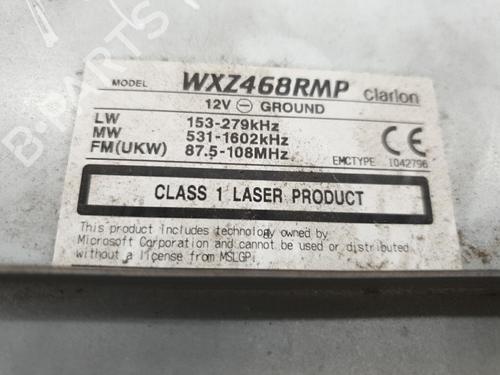 MODEL WXZ468RMP clarion
12V ⊖ GROUND
LW 153-279kHz
MW 531-1602kHz
FM(UKW) 87.5-108MHz
CE
EMCTYPE 1042796
CLASS 1 LASER PRODUCT
This product includes technology owned by
Microsoft Corporation and cannot be used or distributed
without a license from MSLGP.
B-PARTS